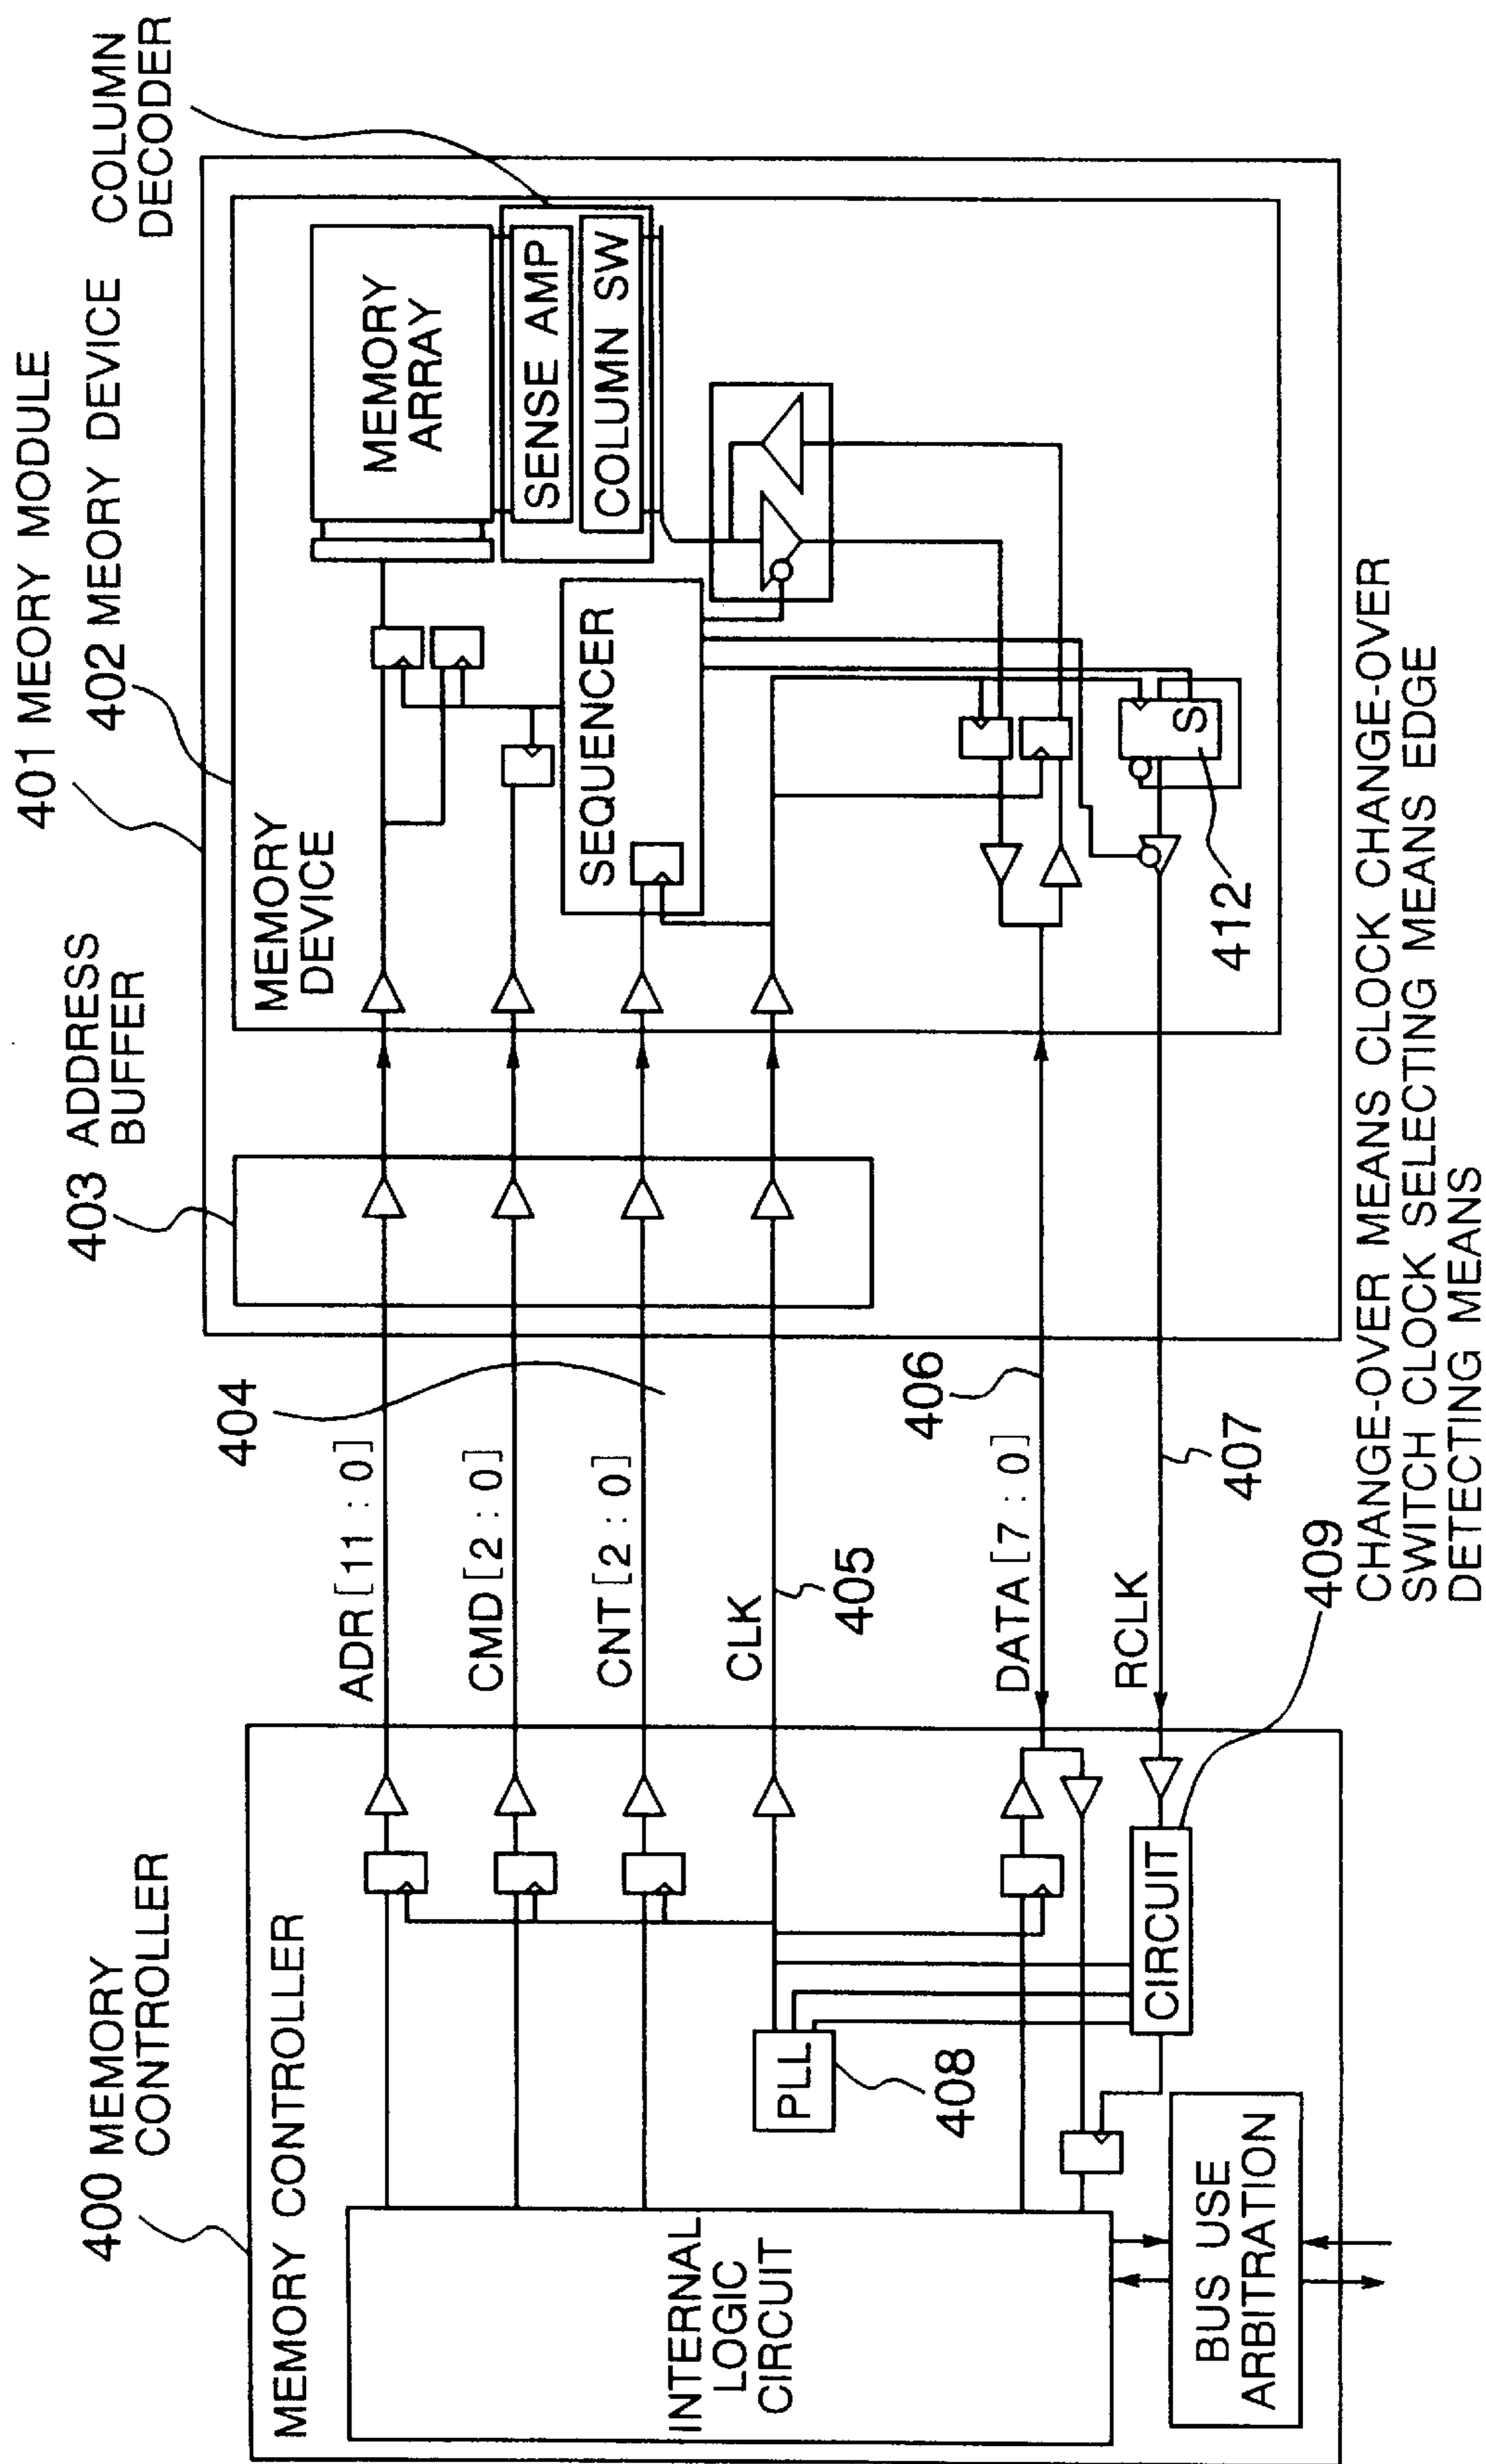 400 MEMORY
CONTROLLER
MEMORY CONTROLLER
INTERNAL
LOGIC
CIRCUIT
BUS USE
ARBITRATION
PLL
408
CIRCUIT
409
CHANGE-OVER MEANS CLOCK CHANGE-OVER
SWITCH CLOCK SELECTING MEANS EDGE
DETECTING MEANS
ADR[11:0]
CMD[2:0]
CNT[2:0]
CLK
405
DATA[7:0]
RCLK
404
406
407
403 ADDRESS
BUFFER
401 MEORY MODULE
402 MEORY DEVICE
COLUMN
DECODER
MEMORY
DEVICE
MEMORY
ARRAY
SENSE AMP
COLUMN SW
SEQUENCER
S
412